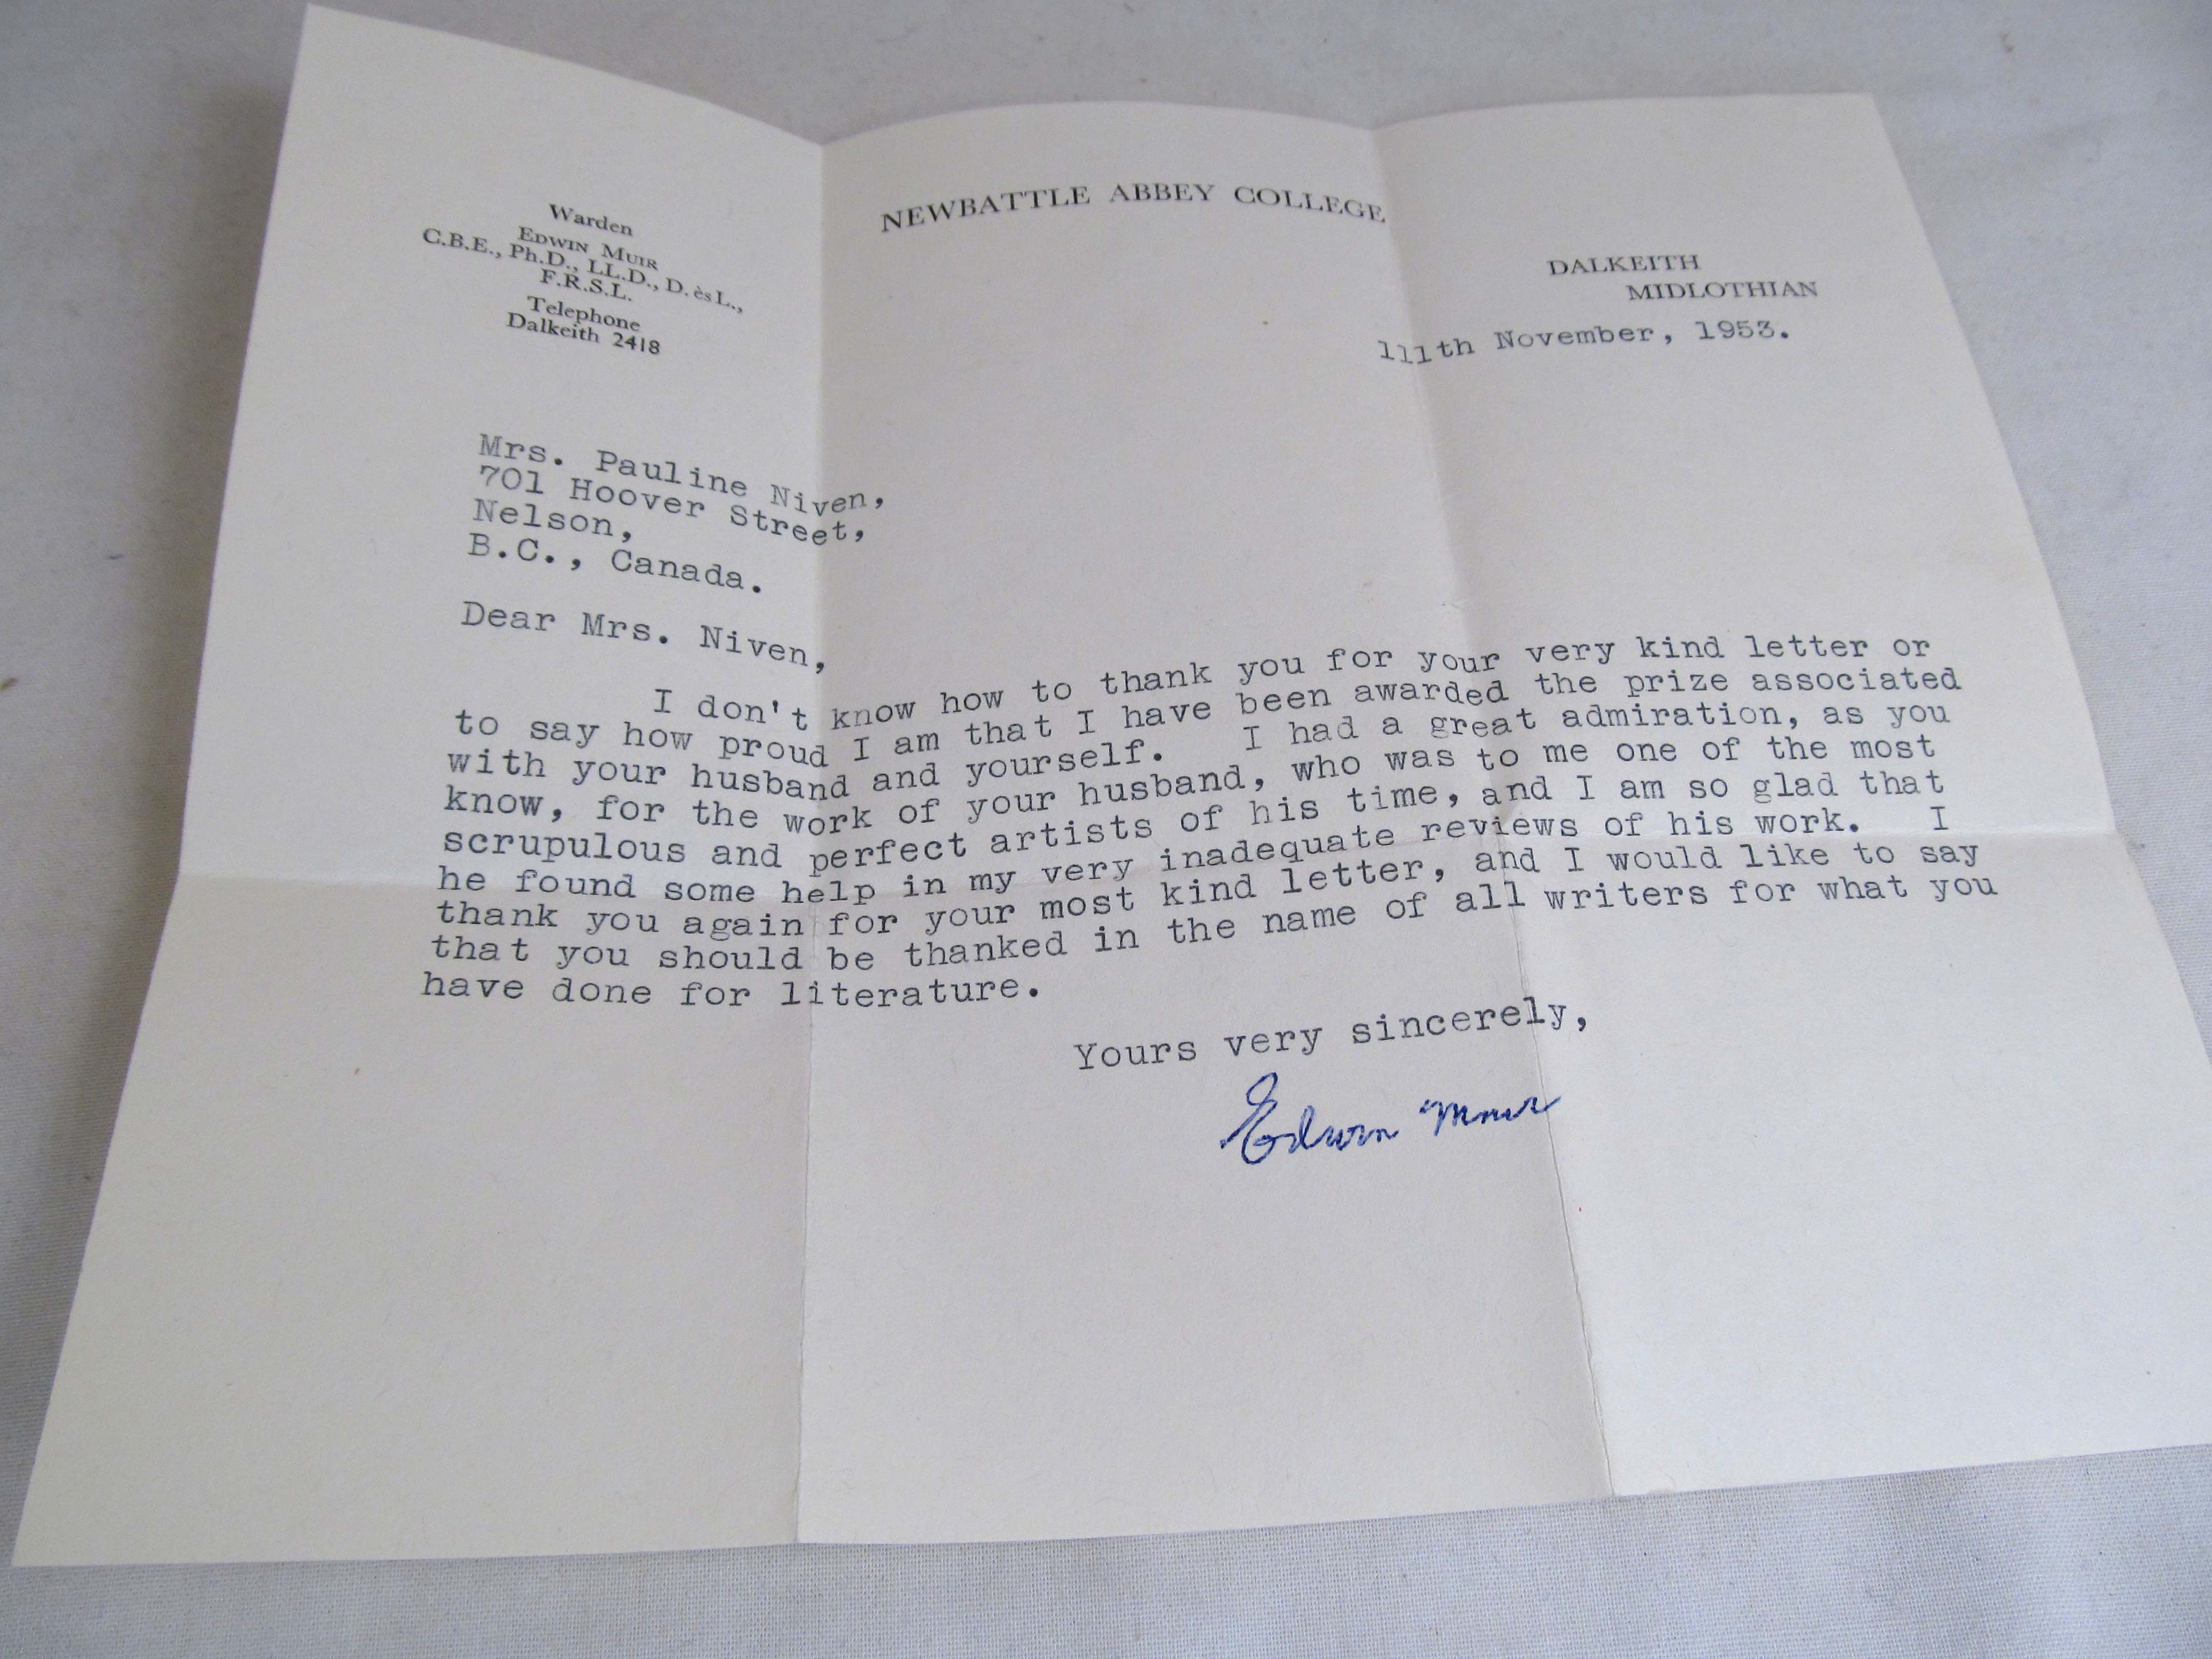 NEWBATTLE ABBEY COLLEGE
Warden
EDWIN MUIR
C.B.E., Ph.D., LL.D., D. ès L.,
F.R.S.L.
Telephone
Dalkeith 2418
DALKEITH
MIDLOTHIAN
111th November, 1953.
Mrs. Pauline Niven,
701 Hoover Street,
Nelson,
B.C., Canada.
Dear Mrs. Niven,
I don't know how to thank you for your very kind letter or
to say how proud I am that I have been awarded the prize associated
with your husband and yourself. I had a great admiration, as you
know, for the work of your husband, who was to me one of the most
scrupulous and perfect artists of his time, and I am so glad that
he found some help in my very inadequate reviews of his work. I
thank you again for your most kind letter, and I would like to say
that you should be thanked in the name of all writers for what you
have done for literature.
Yours very sincerely,
Edwin Muir